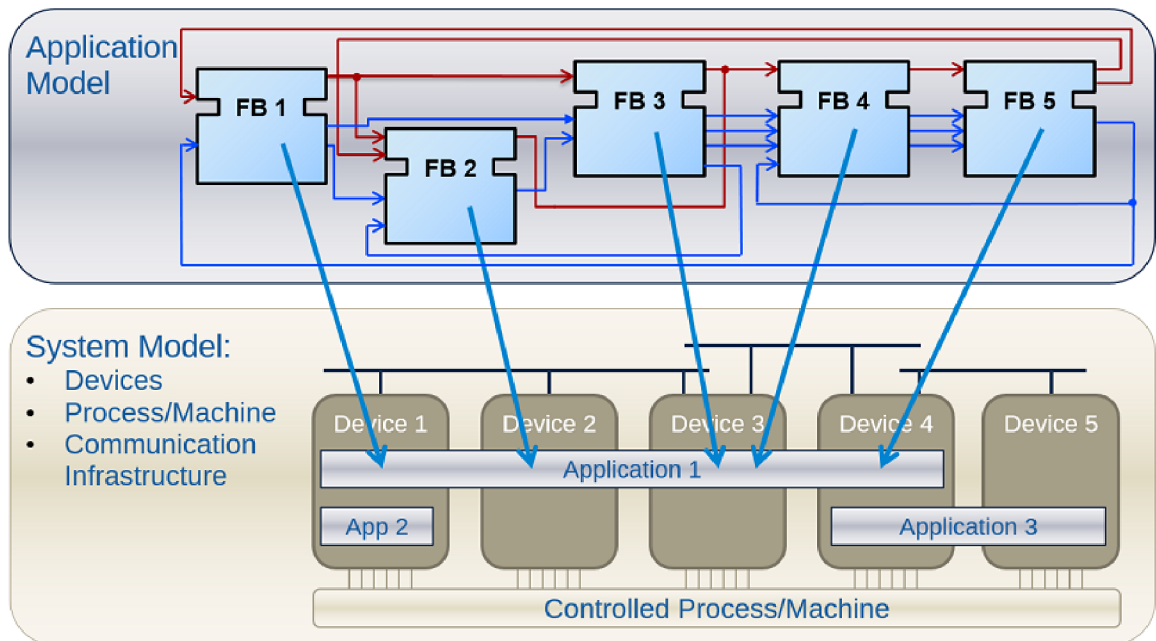 Application
Model
FB 1
FB 2
FB 3
FB 4
FB 5
System Model:
• Devices
• Process/Machine
• Communication
Infrastructure
Device 1
Device 2
Device 3
Device 4
Device 5
Application 1
App 2
Application 3
Controlled Process/Machine